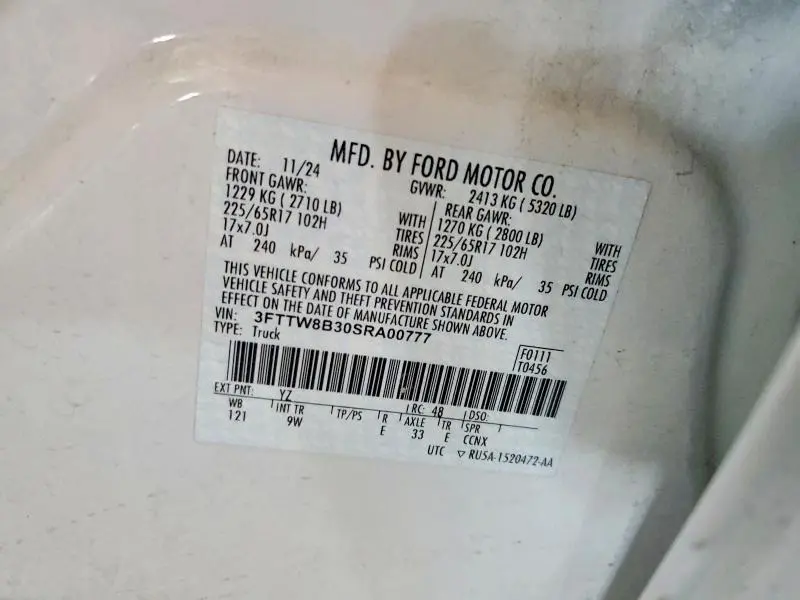 MFD. BY FORD MOTOR CO.
DATE: 11/24 GVWR: 2413 KG ( 5320 LB)
FRONT GAWR: REAR GAWR:
1229 KG ( 2710 LB) WITH 1270 KG ( 2800 LB) WITH
225/65R17 102H TIRES 225/65R17 102H TIRES
17x7.0J RIMS 17x7.0J RIMS
AT 240 kPa/ 35 PSI COLD AT 240 kPa/ 35 PSI COLD
THIS VEHICLE CONFORMS TO ALL APPLICABLE FEDERAL MOTOR
VEHICLE SAFETY AND THEFT PREVENTION STANDARDS IN
EFFECT ON THE DATE OF MANUFACTURE SHOWN ABOVE.
VIN: 3FTTW8B30SRA00777
TYPE: Truck F0111
T0456
EXT PNT: YZ RC: 48 DSO:
WB INT TR TP/PS R AXLE TR SPR
121 9W E 33 E CCNX
UTC ▽ RU5A-1520472-AA